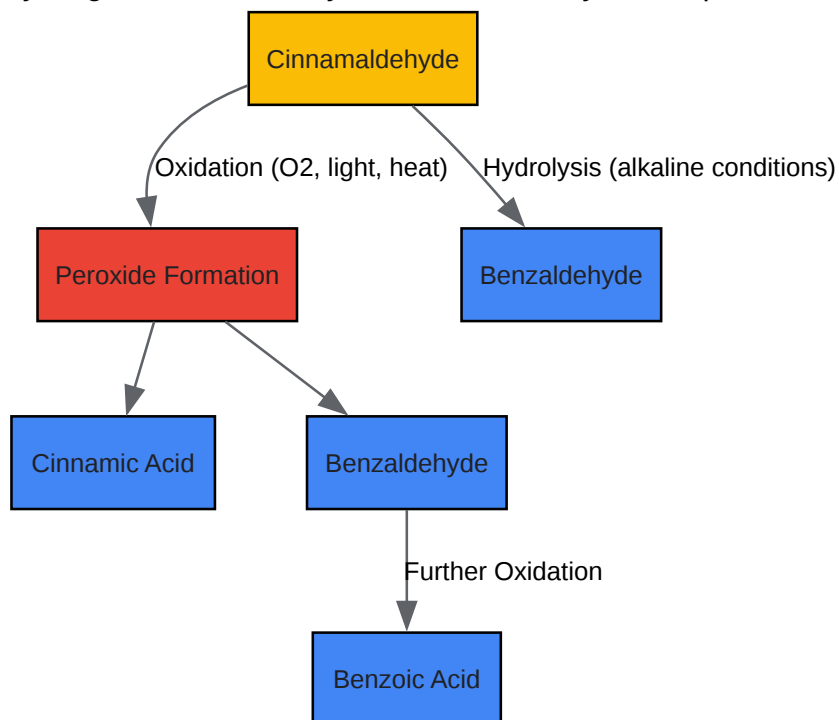 Cinnamaldehyde
Oxidation (O2, light, heat)
Hydrolysis (alkaline conditions)
Peroxide Formation
Benzaldehyde
Cinnamic Acid
Benzaldehyde
Further Oxidation
Benzoic Acid